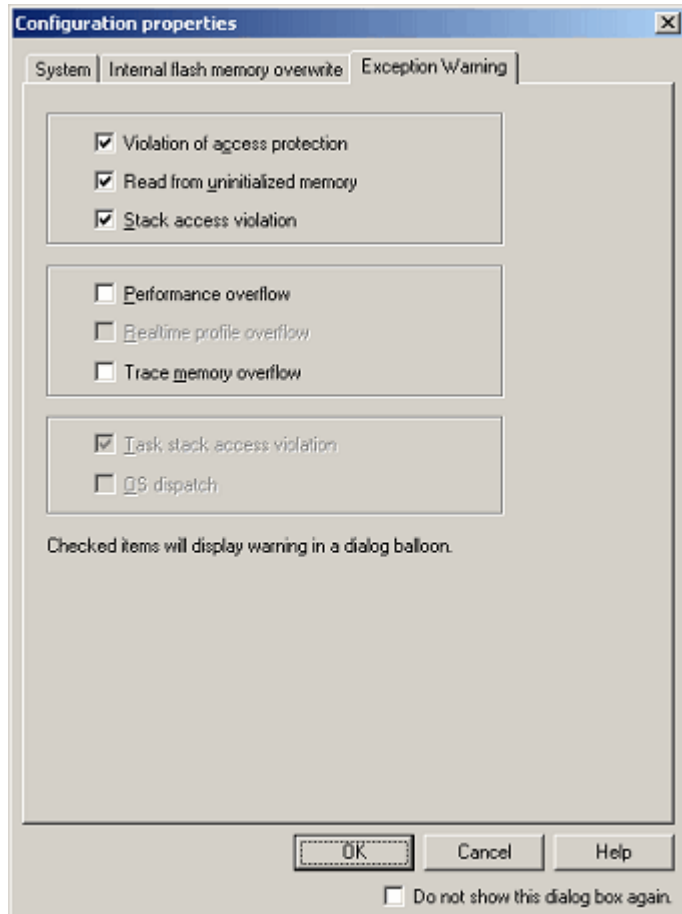 Configuration properties
System Internal flash memory overwrite Exception Warning
Violation of access protection
Read from uninitialized memory
Stack access violation
Performance overflow
Realtime profile overflow
Trace memory overflow
Task stack access violation
OS dispatch
Checked items will display warning in a dialog balloon.
OK Cancel Help
Do not show this dialog box again.